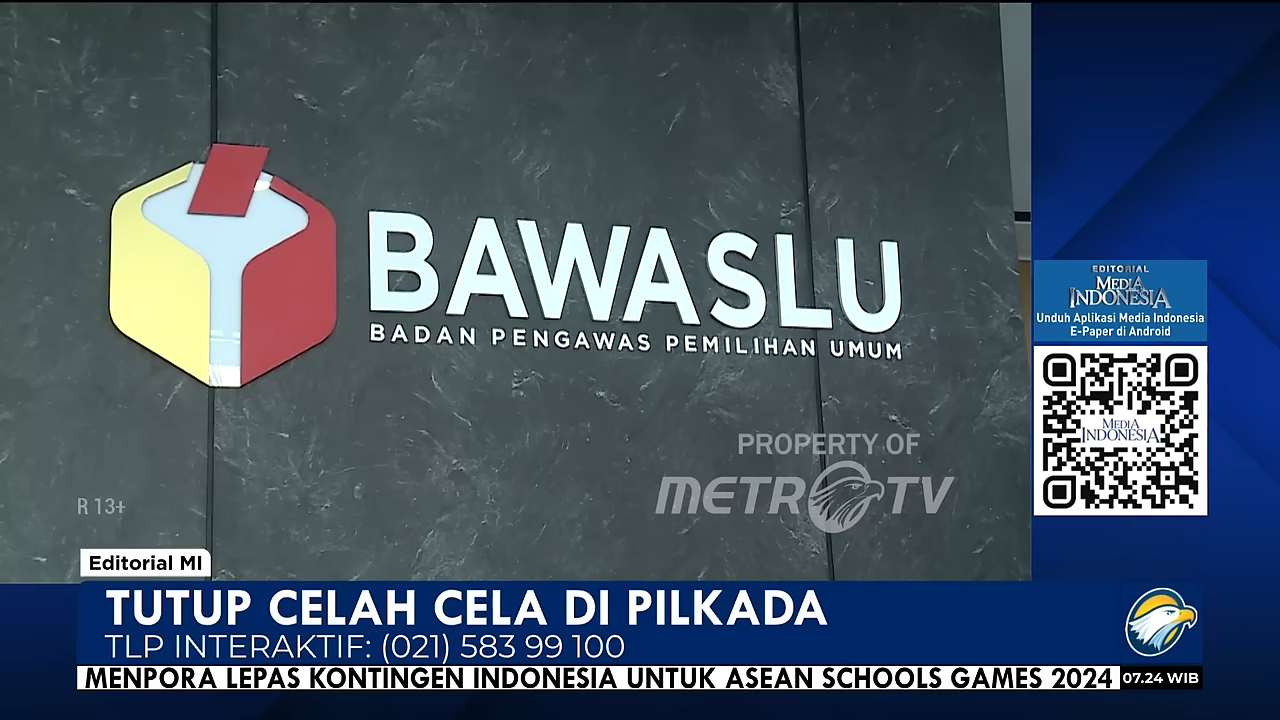 BAWASLU
BADAN PENGAWAS PEMILIHAN UMUM
EDITORIAL
MEDIA
INDONESIA
Unduh Aplikasi Media Indonesia
E-Paper di Android
MEDIA
INDONESIA
PROPERTY OF
METRO TV
R 13+
Editorial MI
TUTUP CELAH CELA DI PILKADA
TLP INTERAKTIF: (021) 583 99 100
MENPORA LEPAS KONTINGEN INDONESIA UNTUK ASEAN SCHOOLS GAMES 2024 07.24 WIB